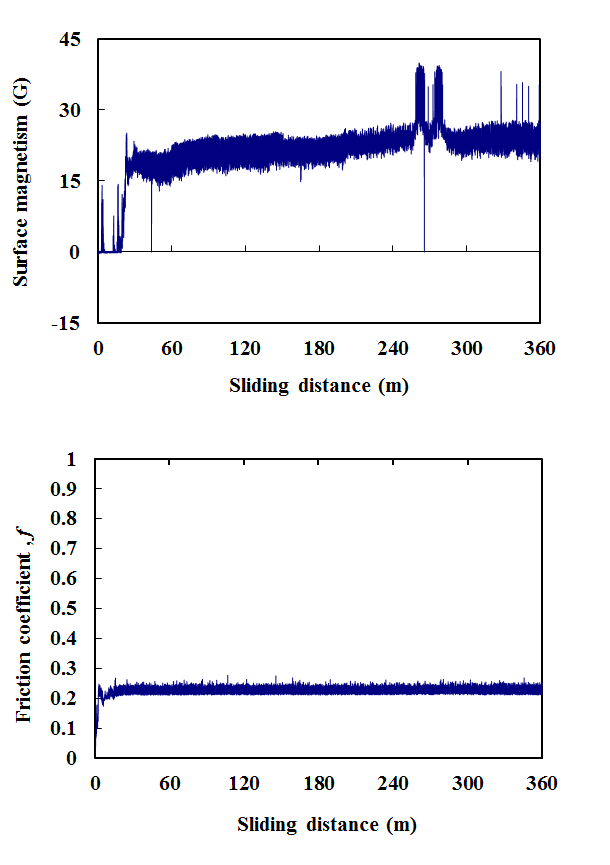 45
30
15
0
-15
Surface magnetism (G)
0 60 120 180 240 300 360
Sliding distance (m)
1
0.9
0.8
0.7
0.6
0.5
0.4
0.3
0.2
0.1
0
Friction coefficient , f
0 60 120 180 240 300 360
Sliding distance (m)